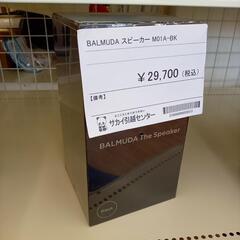 BALMUDA スピーカー M01A-BK
￥29,700（税込）
【備考】
サカイ引越センター
BALMUDA The Speaker